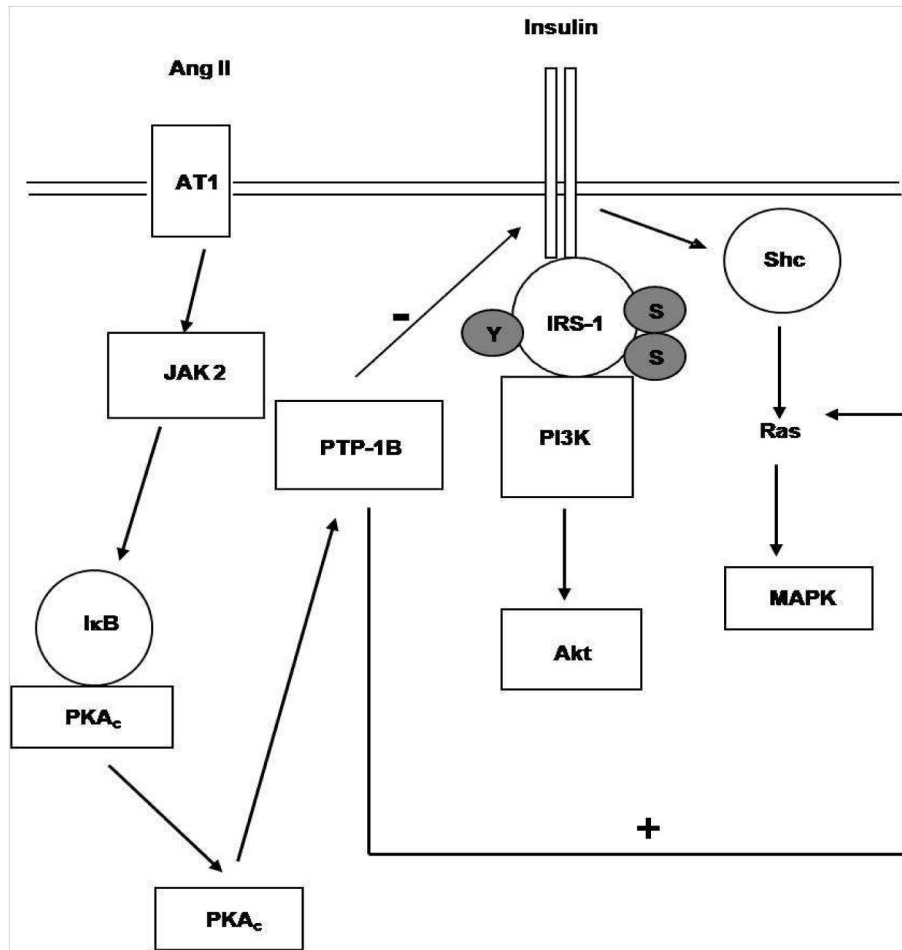 Insulin
Ang II
AT1
Shc
IRS-1
S
Y
S
-
JAK 2
PTP-1B
PI3K
Ras
IκB
MAPK
Akt
PKAc
+
PKAc